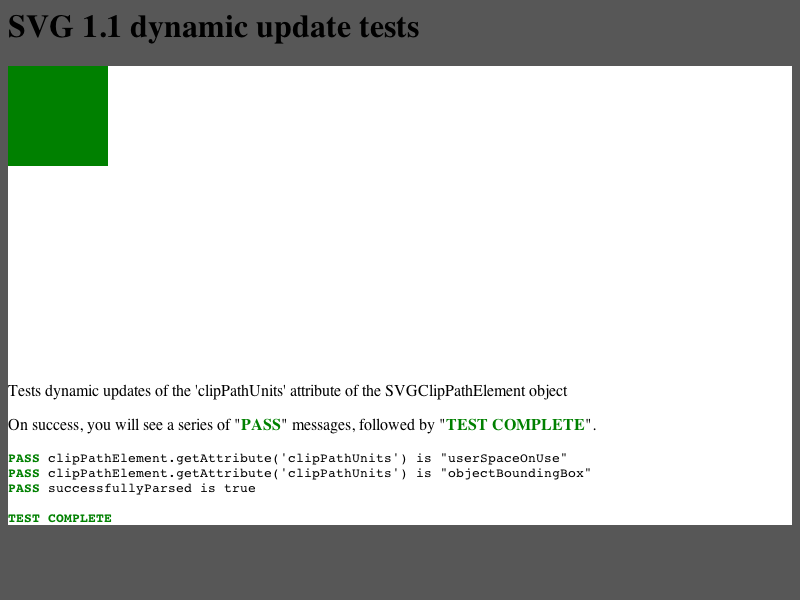 SVG 1.1 dynamic update tests
Tests dynamic updates of the 'clipPathUnits' attribute of the SVGClipPathElement object
On success, you will see a series of "PASS" messages, followed by "TEST COMPLETE".
PASS clipPathElement.getAttribute('clipPathUnits') is "userSpaceOnUse"
PASS clipPathElement.getAttribute('clipPathUnits') is "objectBoundingBox"
PASS successfullyParsed is true
TEST COMPLETE